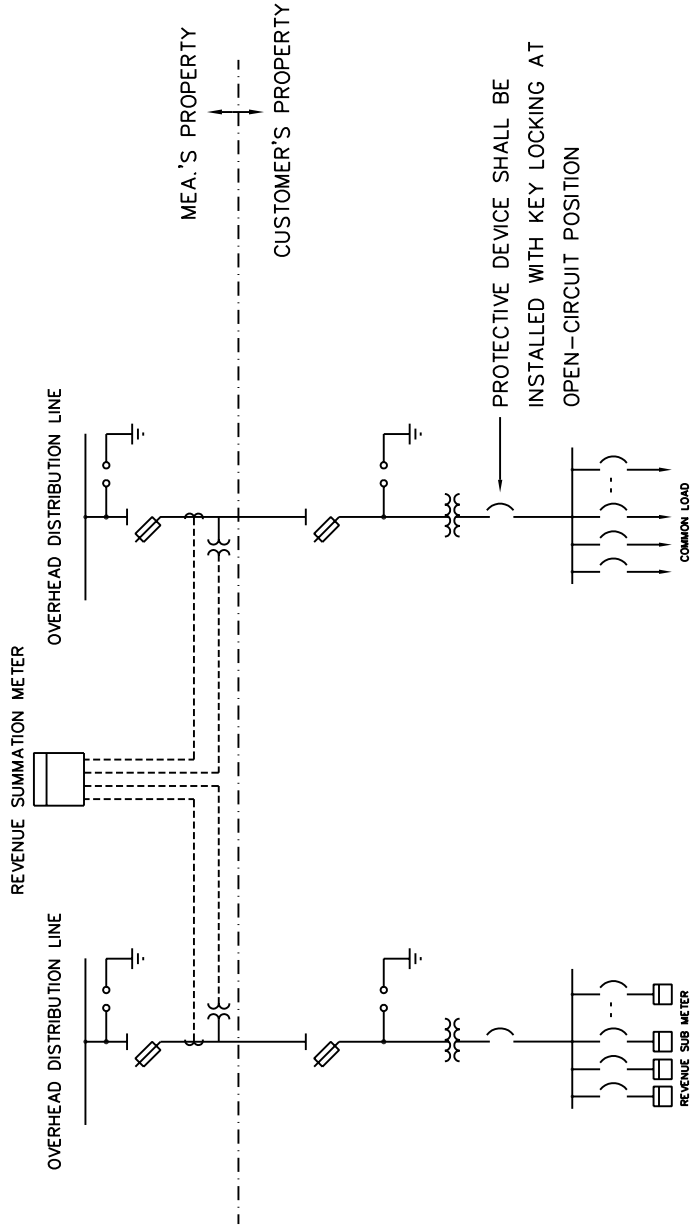 REVENUE SUMMATION METER
OVERHEAD DISTRIBUTION LINE
OVERHEAD DISTRIBUTION LINE
MEA.'S PROPERTY
CUSTOMER'S PROPERTY
PROTECTIVE DEVICE SHALL BE
INSTALLED WITH KEY LOCKING AT
OPEN-CIRCUIT POSITION
REVENUE SUB METER
COMMON LOAD